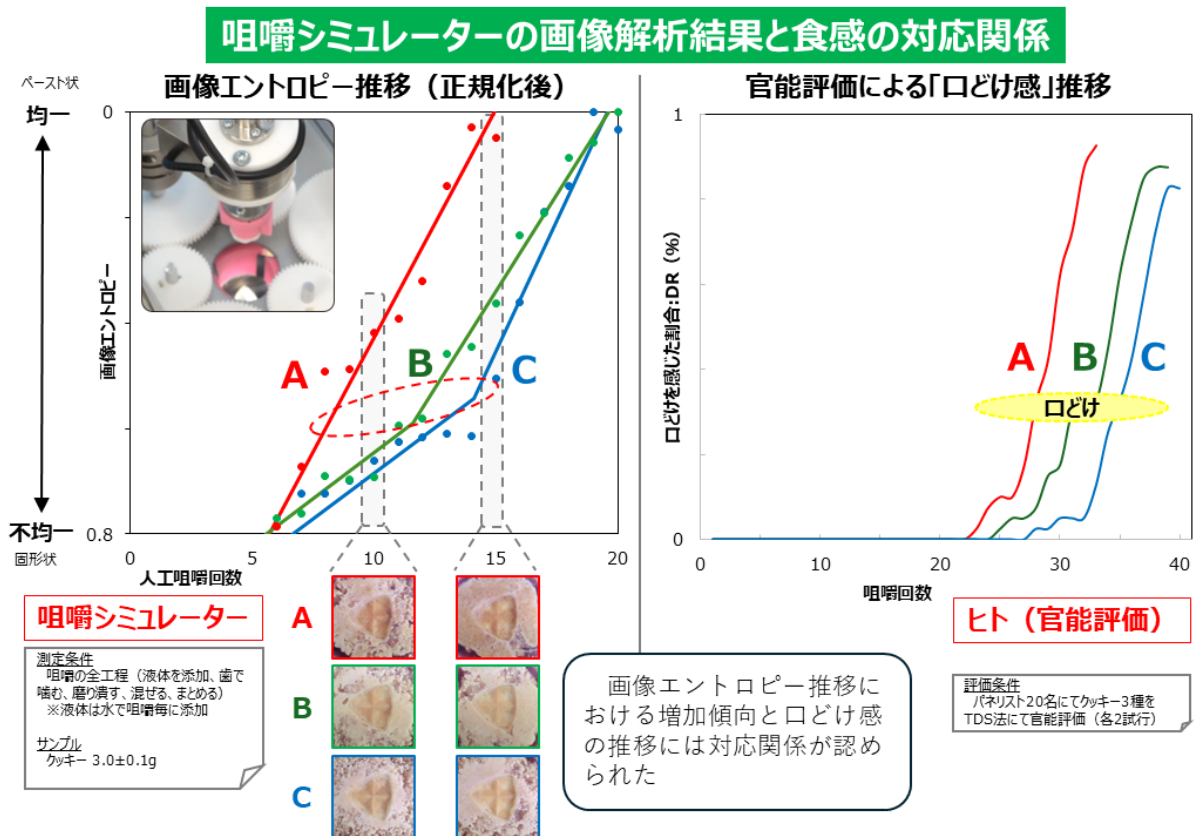 咀嚼シミュレーターの画像解析結果と食感の対応関係
ペースト状
均一
不均一
固形状
画像エントロピー推移（正規化後）
画像エントロピー
0
0.8
A
B
C
0
5
10
15
20
人工咀嚼回数
官能評価による「口どけ感」推移
口どけを感じた割合:DR（%）
1
0
A
B
C
口どけ
0
10
20
30
40
咀嚼回数
咀嚼シミュレーター
測定条件
咀嚼の全工程（液体を添加、歯で
噛む、磨り潰す、混ぜる、まとめる）
※液体は水で咀嚼毎に添加
サンプル
クッキー 3.0±0.1g
A
B
C
画像エントロピー推移に
おける増加傾向と口どけ感
の推移には対応関係が認め
られた
ヒト（官能評価）
評価条件
パネリスト20名にてクッキー3種を
TDS法にて官能評価（各2試行）